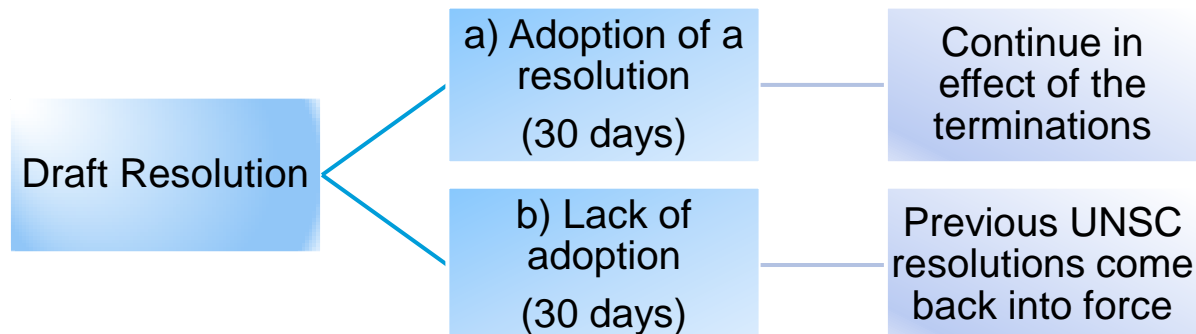 Draft Resolution
a) Adoption of a
resolution
(30 days)
Continue in
effect of the
terminations
b) Lack of
adoption
(30 days)
Previous UNSC
resolutions come
back into force